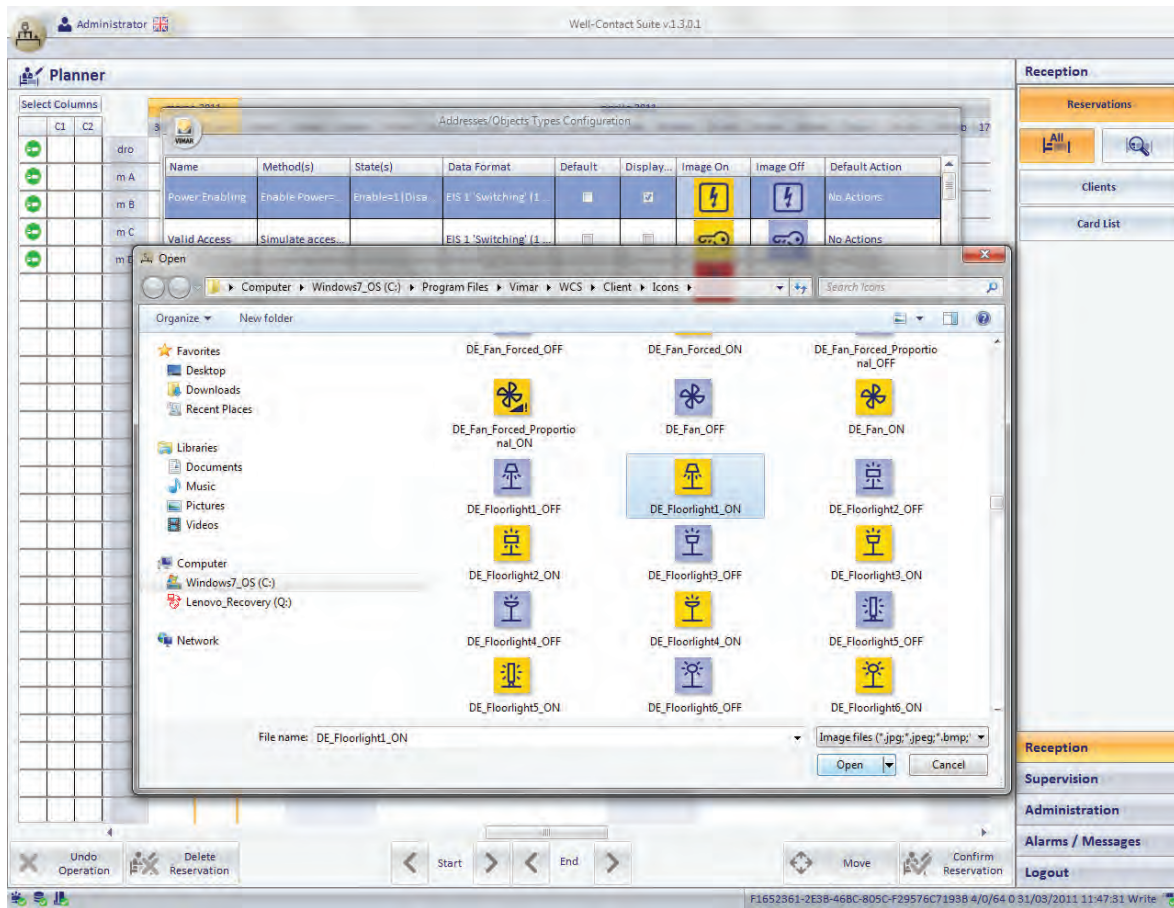 Administrator
Well-Contact Suite v.1.3.0.1
Planner
Select Columns
C1 C2
17
dro
m A
m B
m C
VIMAR
Addresses/Objects Types Configuration
Name Method(s) State(s) Data Format Default Display... Image On Image Off Default Action
Power Enabling Enable Power=... Enable=1|Disa... EIS 1 'Switching' (1 ... No Actions
Valid Access Simulate acces... EIS 1 'Switching' (1 ... No Actions
Open
Computer Windows7_OS (C:) Program Files Vimar WCS Client Icons
Search Icons
Organize New folder
Favorites
Desktop
Downloads
Recent Places
Libraries
Documents
Music
Pictures
Videos
Computer
Windows7_OS (C:)
Lenovo_Recovery (Q:)
Network
DE_Fan_Forced_OFF DE_Fan_Forced_ON DE_Fan_Forced_Proportio
nal_OFF
DE_Fan_Forced_Proportio
nal_ON
DE_Fan_OFF DE_Fan_ON
DE_Floorlight1_OFF DE_Floorlight1_ON DE_Floorlight2_OFF
DE_Floorlight2_ON DE_Floorlight3_OFF DE_Floorlight3_ON
DE_Floorlight4_OFF DE_Floorlight4_ON DE_Floorlight5_OFF
DE_Floorlight5_ON DE_Floorlight6_OFF DE_Floorlight6_ON
File name: DE_Floorlight1_ON
Image files (*.jpg;*.jpeg;*.bmp;*
Open Cancel
Reception
Reservations
All
Clients
Card List
Reception
Supervision
Administration
Alarms / Messages
Logout
Undo
Operation
Delete
Reservation
Start
End
Move
Confirm
Reservation
F1652361-2E3B-46BC-805C-F29576C7193B 4/0/64 0 31/03/2011 11:47:31 Write